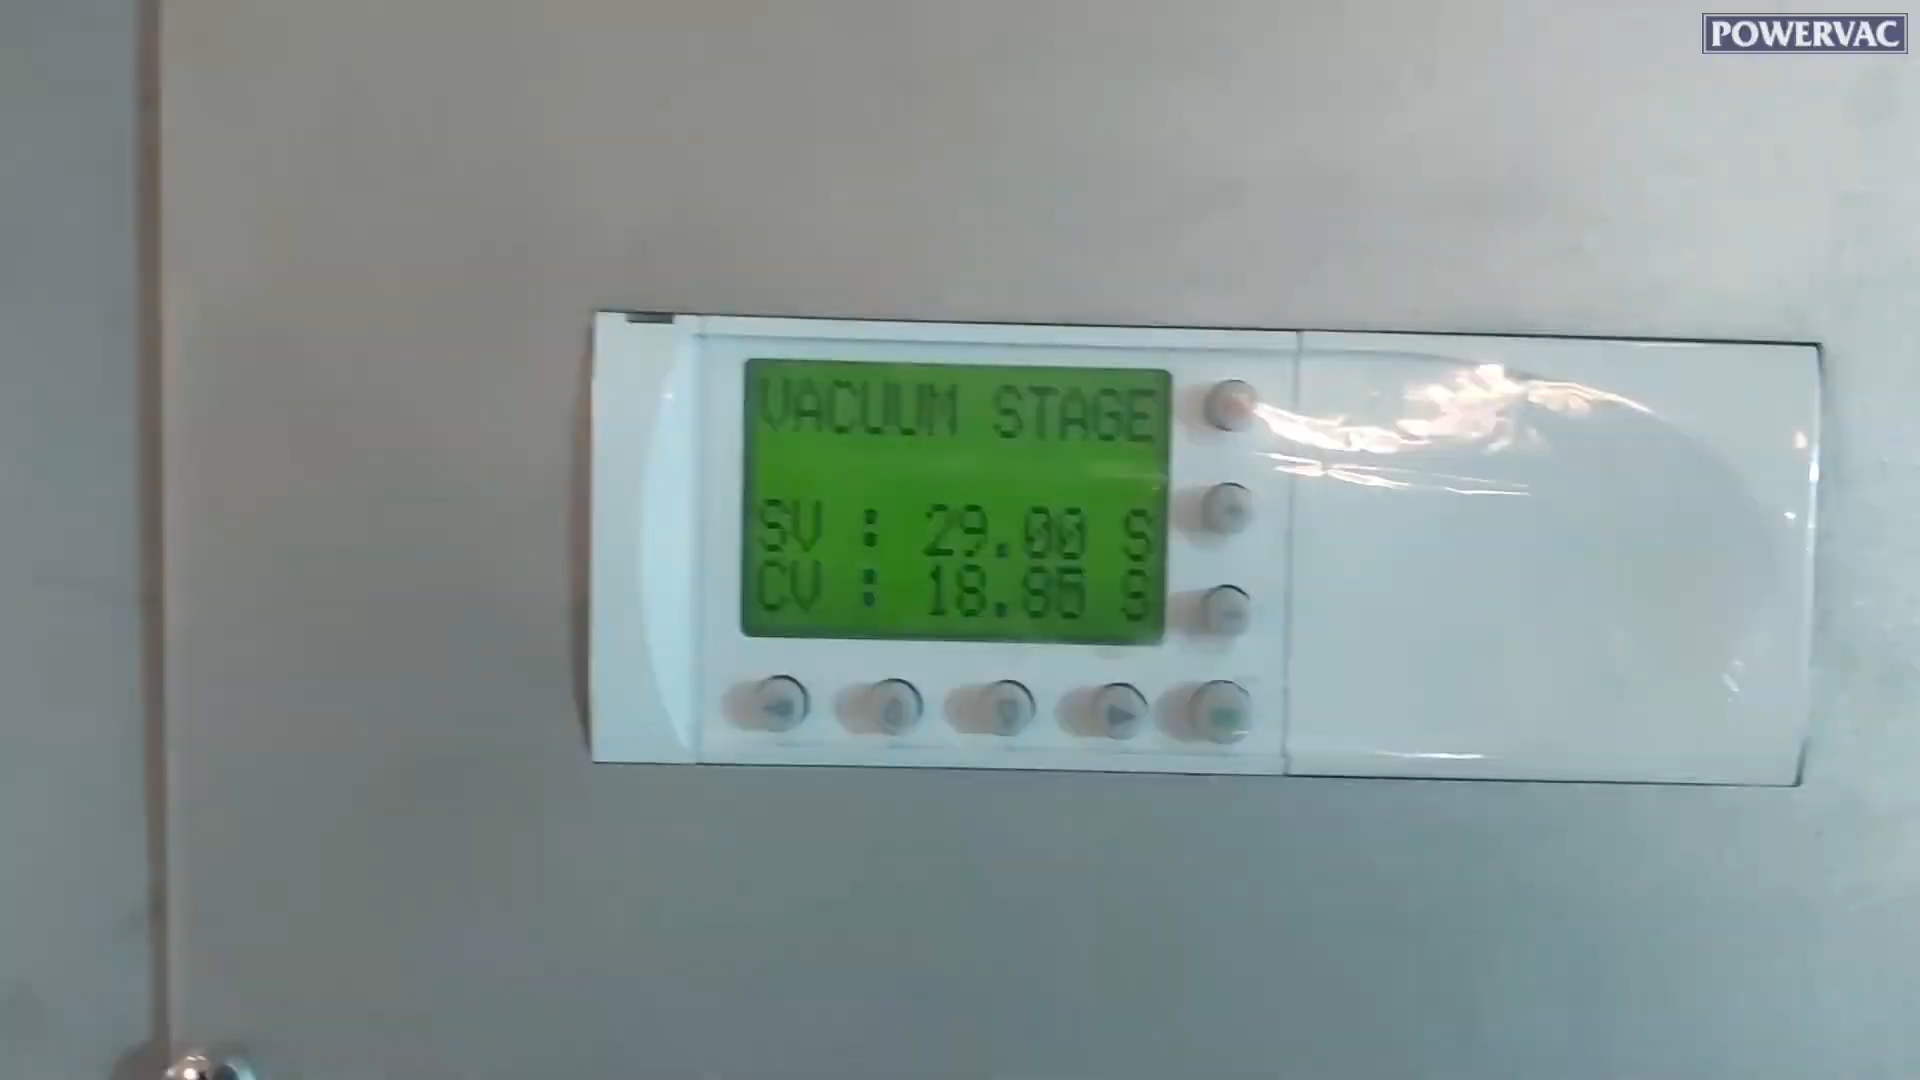 POWERVAC
VACUUM STAGE
SV : 29.00 S
CV : 18.85 S